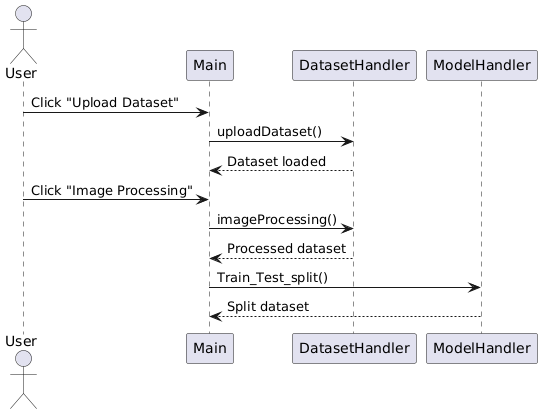 User
Main
DatasetHandler
ModelHandler
Click "Upload Dataset"
uploadDataset()
Dataset loaded
Click "Image Processing"
imageProcessing()
Processed dataset
Train_Test_split()
Split dataset
User
Main
DatasetHandler
ModelHandler